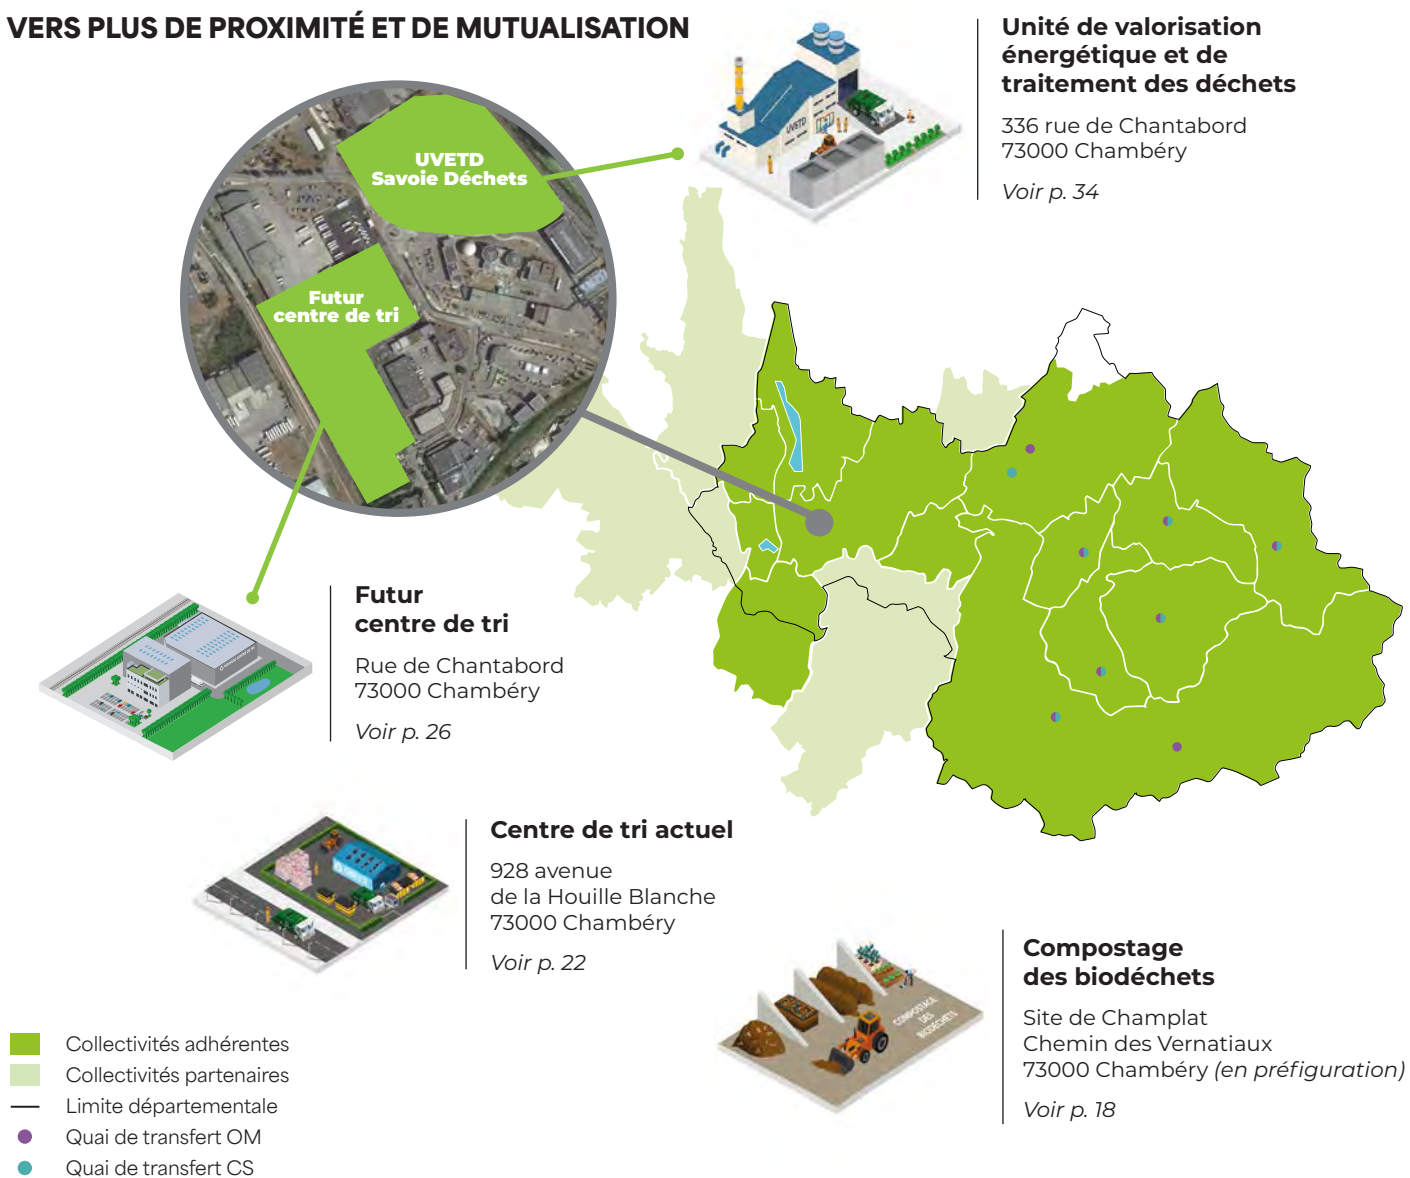 VERS PLUS DE PROXIMITÉ ET DE MUTUALISATION
Unité de valorisation
énergétique et de
traitement des déchets
336 rue de Chantabord
73000 Chambéry
Voir p. 34
UVETD
UVETD
Savoie Déchets
Futur
centre de tri
Futur
centre de tri
Rue de Chantabord
73000 Chambéry
Voir p. 26
Centre de tri actuel
928 avenue
de la Houille Blanche
73000 Chambéry
Voir p. 22
COMPOSTAGE
DES
BIODÉCHETS
Compostage
des biodéchets
Site de Champlat
Chemin des Vernatiaux
73000 Chambéry (en préfiguration)
Voir p. 18
Collectivités adhérentes
Collectivités partenaires
Limite départementale
Quai de transfert OM
Quai de transfert CS